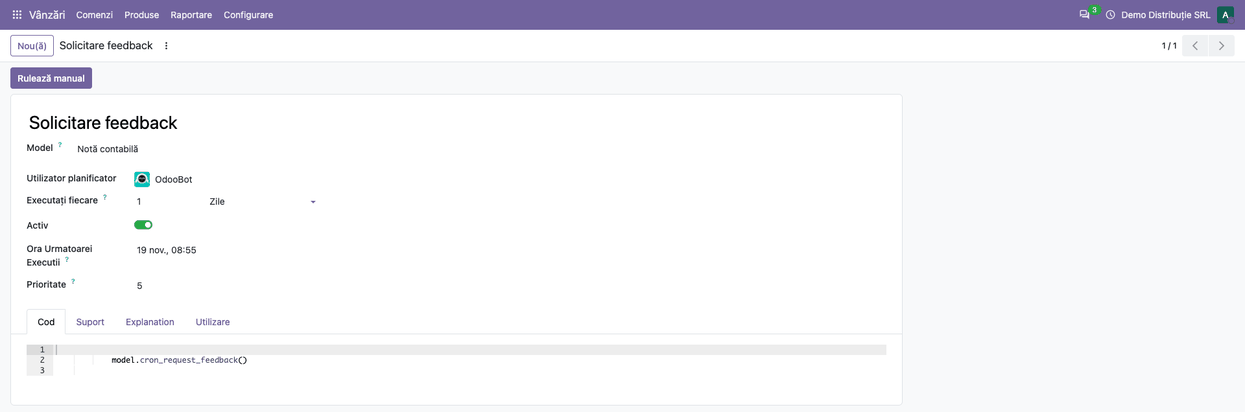 Vânzări Comenzi Produse Raportare Configurare 3 Demo Distribuție SRL A
Nou(ă) Solicitare feedback 1 / 1
Rulează manual
Solicitare feedback
Model ? Notă contabilă
Utilizator planificator OdooBot
Executați fiecare ? 1 Zile
Activ
Ora Urmatoarei
Executii ? 19 nov., 08:55
Prioritate ? 5
Cod Suport Explanation Utilizare
1
2 model.cron_request_feedback()
3